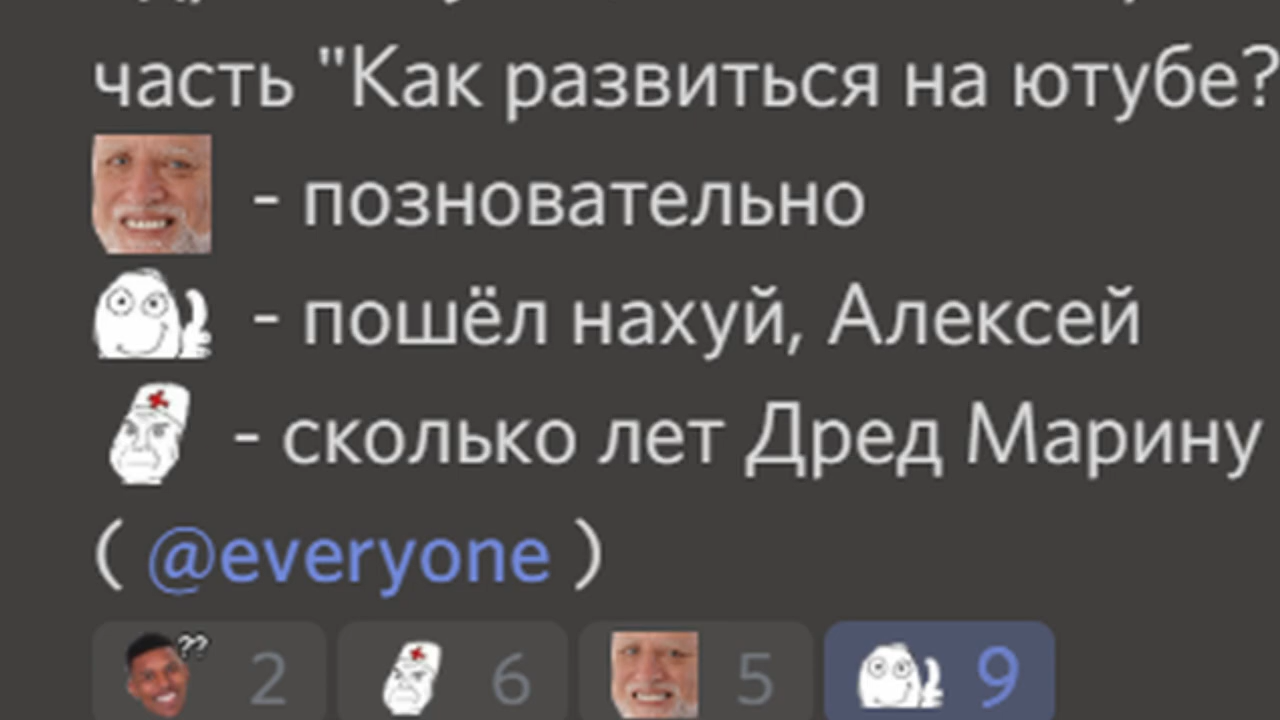 часть "Как развиться на ютубе?
- позновательно
- пошёл нахуй, Алексей
- сколько лет Дред Марину
( @everyone )
?? 2 6 5 9